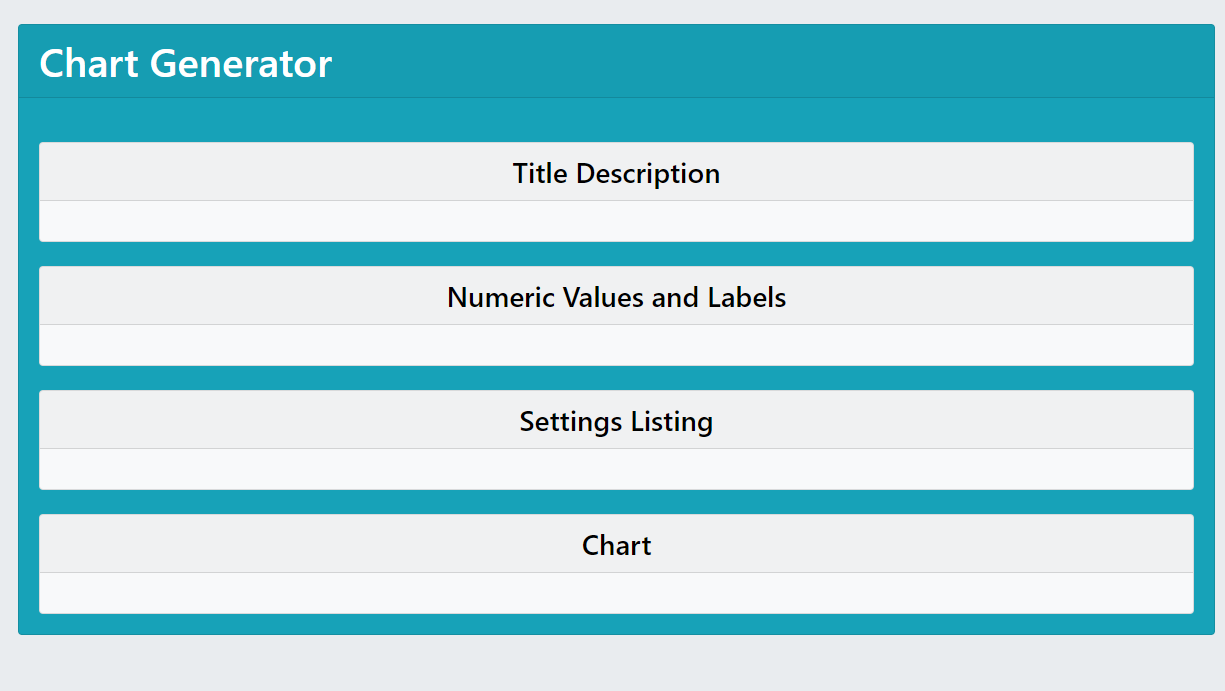 Chart Generator
Title Description
Numeric Values and Labels
Settings Listing
Chart